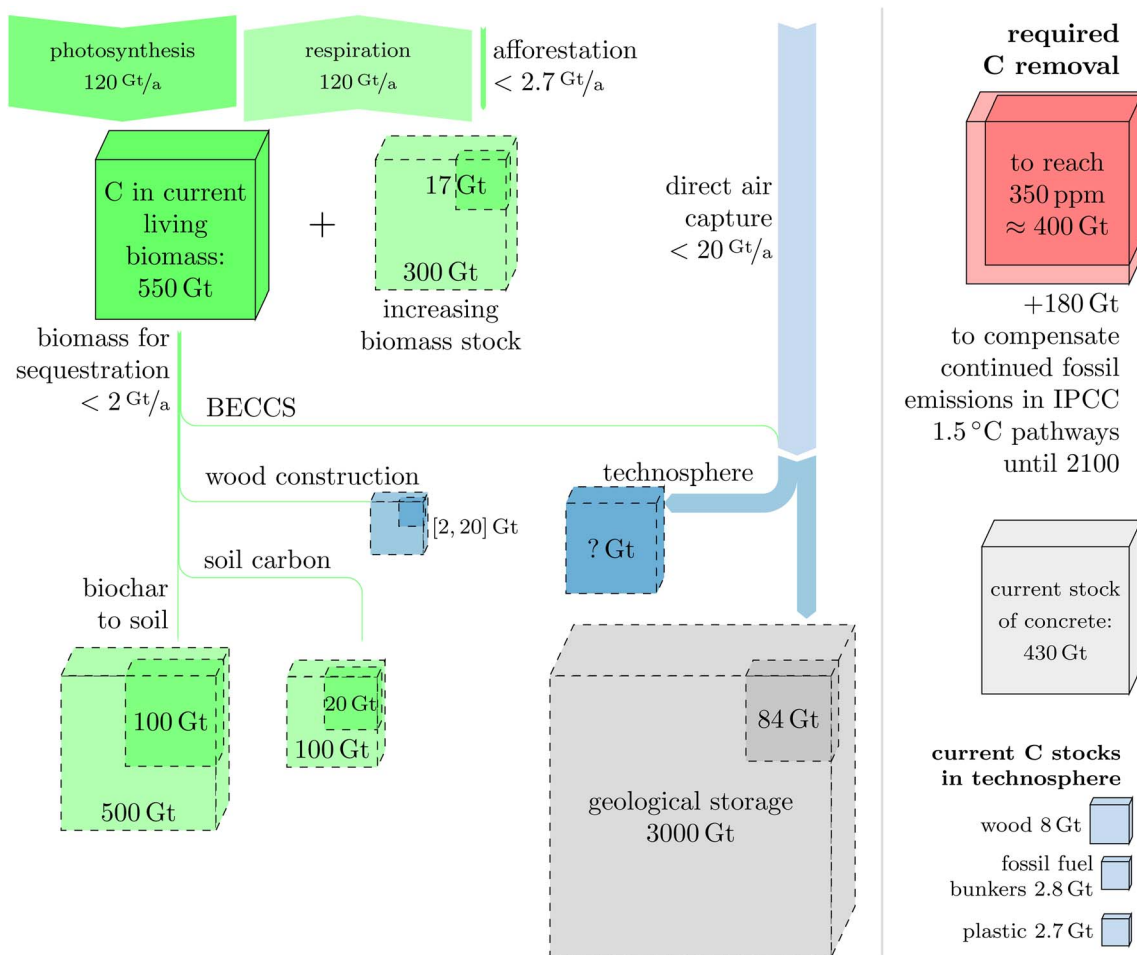 photosynthesis
120 Gt/a
respiration
120 Gt/a
afforestation
< 2.7 Gt/a
C in current
living
biomass:
550 Gt
+
17 Gt
300 Gt
increasing
biomass stock
direct air
capture
< 20 Gt/a
biomass for
sequestration
< 2 Gt/a
BECCS
wood construction
[2, 20] Gt
technosphere
? Gt
soil carbon
biochar
to soil
100 Gt
500 Gt
20 Gt
100 Gt
84 Gt
geological storage
3000 Gt
required
C removal
to reach
350 ppm
≈ 400 Gt
+180 Gt
to compensate
continued fossil
emissions in IPCC
1.5 °C pathways
until 2100
current stock
of concrete:
430 Gt
current C stocks
in technosphere
wood 8 Gt
fossil fuel
bunkers 2.8 Gt
plastic 2.7 Gt